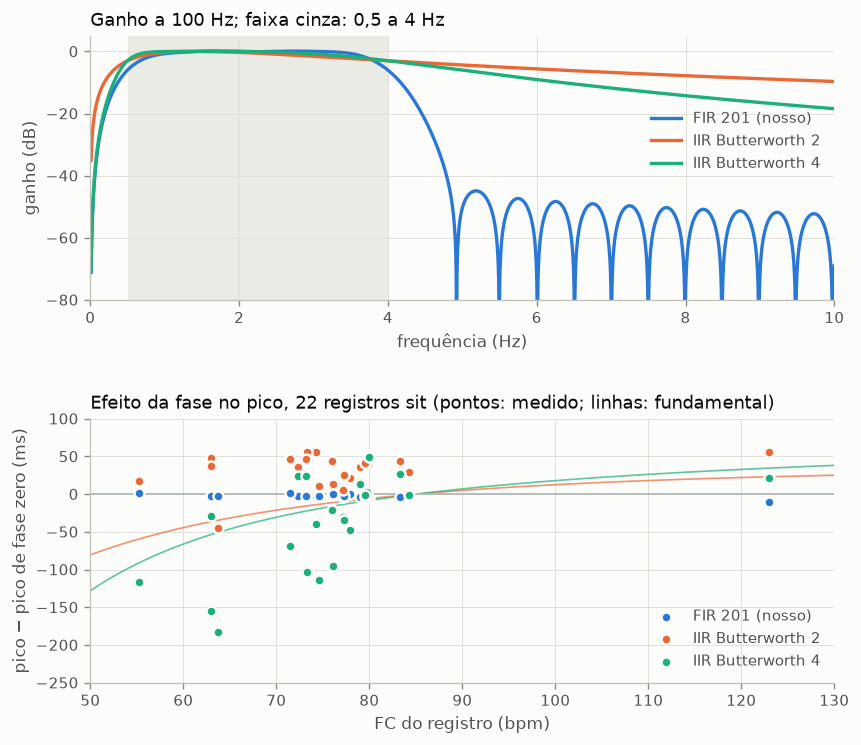 Ganho a 100 Hz; faixa cinza: 0,5 a 4 Hz
0
−20
−40
−60
−80
ganho (dB)
FIR 201 (nosso)
IIR Butterworth 2
IIR Butterworth 4
0 2 4 6 8 10
frequência (Hz)
Efeito da fase no pico, 22 registros sit (pontos: medido; linhas: fundamental)
100
50
0
−50
−100
−150
−200
−250
pico − pico de fase zero (ms)
FIR 201 (nosso)
IIR Butterworth 2
IIR Butterworth 4
50 60 70 80 90 100 110 120 130
FC do registro (bpm)